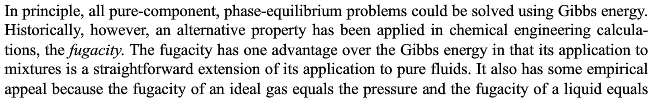 In principle, all pure-component, phase-equilibrium problems could be solved using Gibbs energy.
Historically, however, an alternative property has been applied in chemical engineering calcula-
tions, the fugacity. The fugacity has one advantage over the Gibbs energy in that its application to
mixtures is a straightforward extension of its application to pure fluids. It also has some empirical
appeal because the fugacity of an ideal gas equals the pressure and the fugacity of a liquid equals